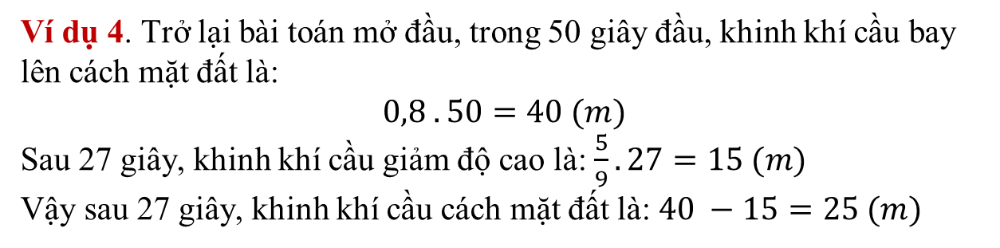 Ví dụ 4. Trở lại bài toán mở đầu, trong 50 giây đầu, khinh khí cầu bay
lên cách mặt đất là:
0,8 . 50 = 40 (m)
Sau 27 giây, khinh khí cầu giảm độ cao là: 5/9 . 27 = 15 (m)
Vậy sau 27 giây, khinh khí cầu cách mặt đất là: 40 − 15 = 25 (m)